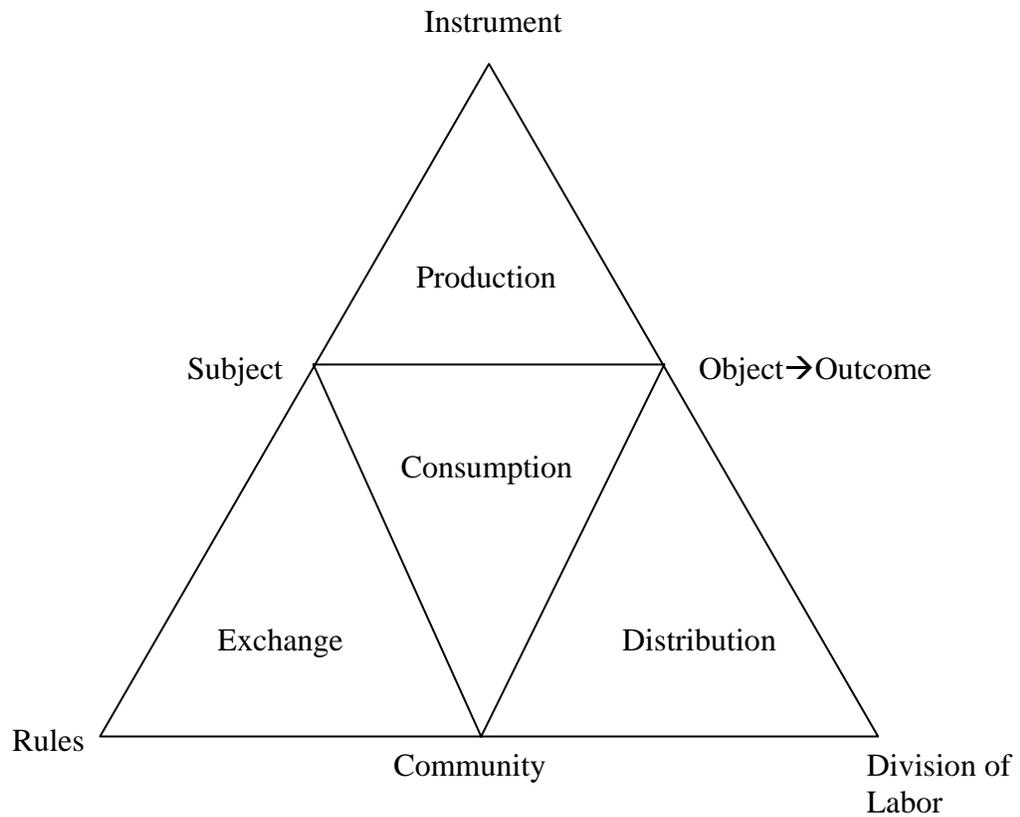 Instrument
Production
Subject
Object→Outcome
Consumption
Exchange
Distribution
Rules
Community
Division of
Labor